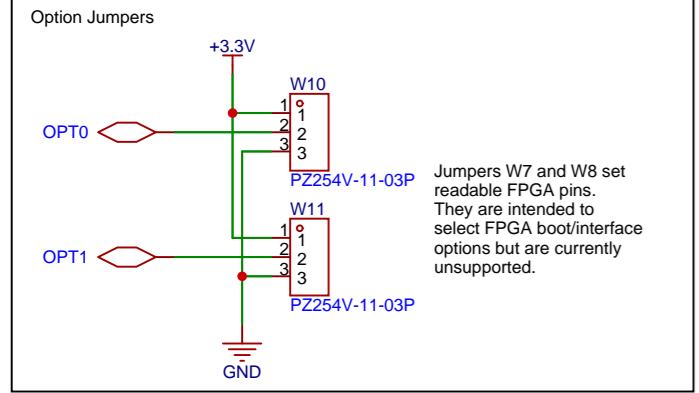 Option Jumpers
+3.3V
W10
1
1
OPT0
2
2
3
3
PZ254V-11-03P
Jumpers W7 and W8 set
readable FPGA pins.
They are intended to
select FPGA boot/interface
options but are currently
unsupported.
W11
1
1
OPT1
2
2
3
3
PZ254V-11-03P
GND